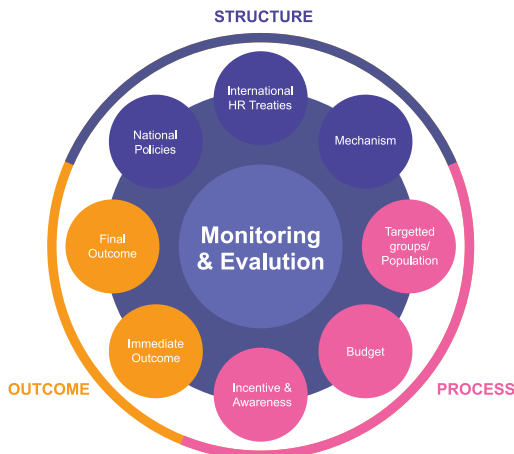 STRUCTURE
International
HR Treaties
National
Policies
Mechanism
Final
Outcome
Monitoring
& Evalution
Targetted
groups/
Population
Immediate
Outcome
Budget
OUTCOME
Incentive &
Awareness
PROCESS